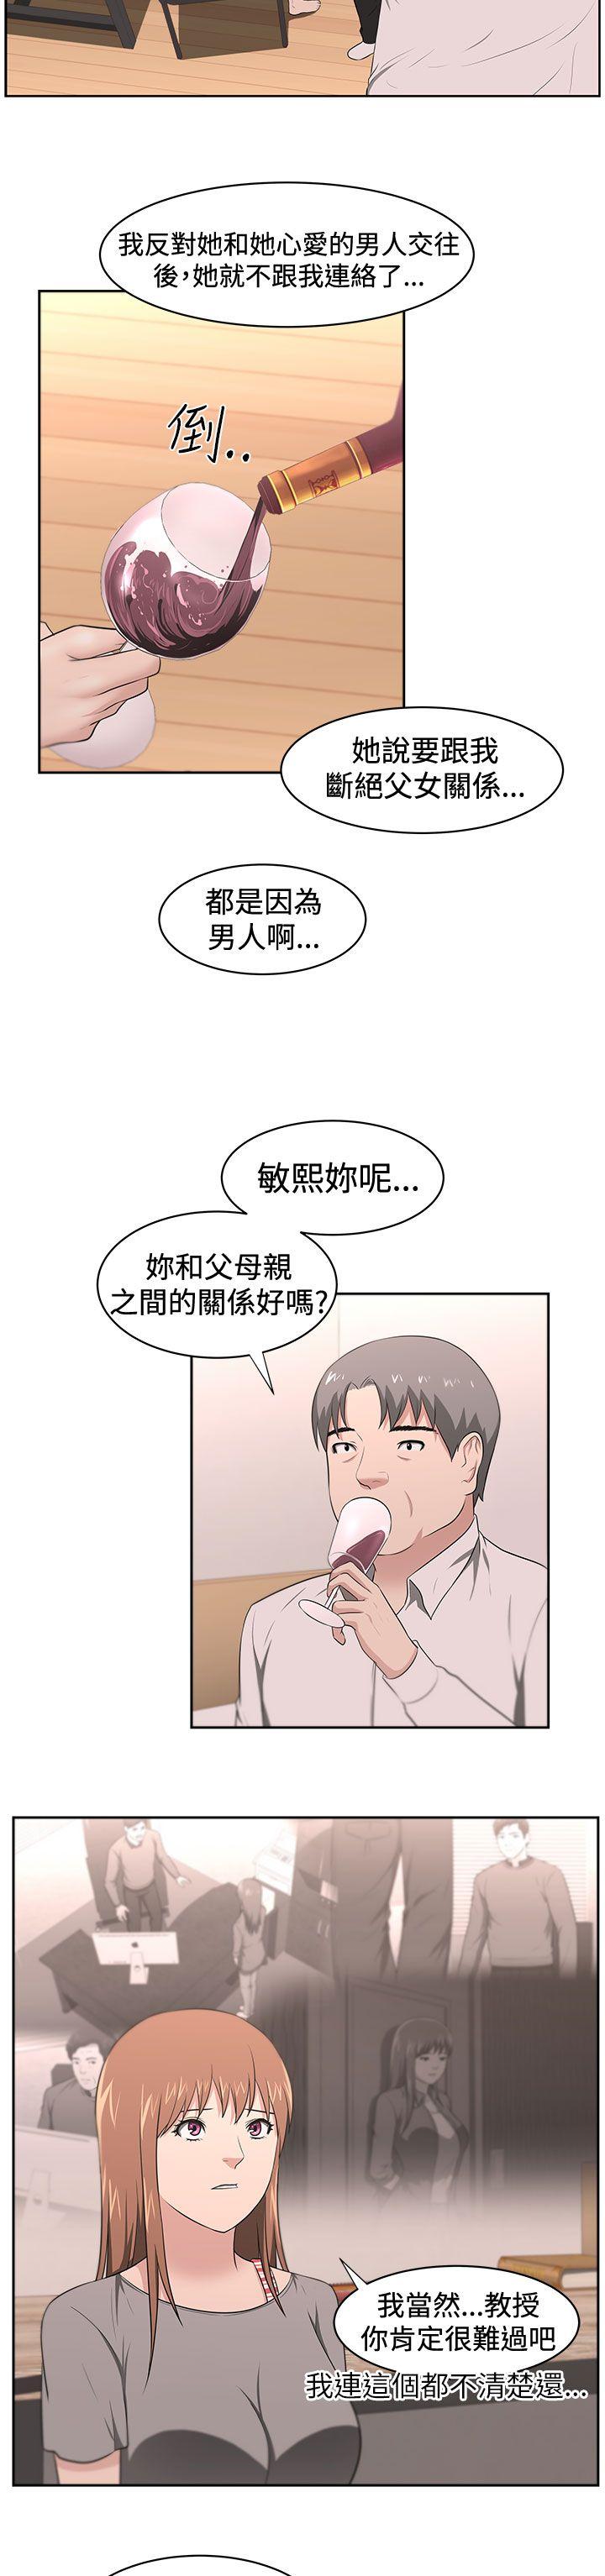 我反對她和她心愛的男人交往
後，她就不跟我連絡了...
倒..
她說要跟我
斷絕父女關係...
都是因為
男人啊...
敏熙妳呢...
妳和父母親
之間的關係好嗎?
我當然...教授
你肯定很難過吧
我連這個都不清楚還...